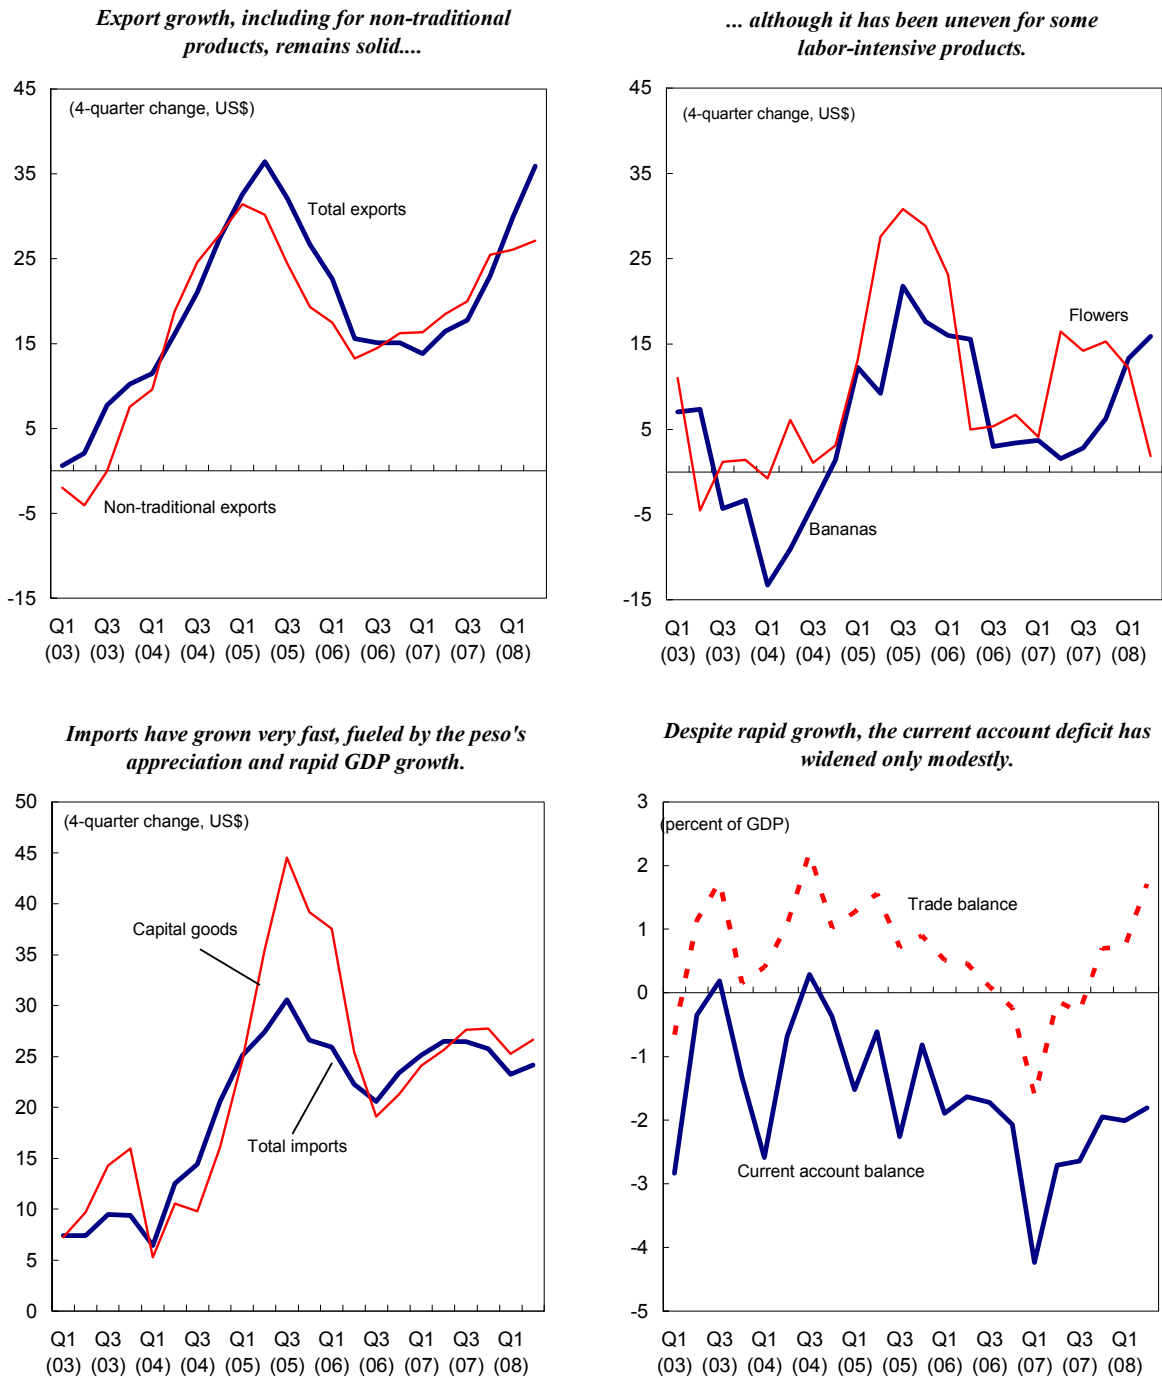 Export growth, including for non-traditional
products, remains solid....
45
(4-quarter change, US$)
35
Total exports
25
15
5
Non-traditional exports
-5
-15
Q1 Q3 Q1 Q3 Q1 Q3 Q1 Q3 Q1 Q3 Q1
(03) (03) (04) (04) (05) (05) (06) (06) (07) (07) (08)
... although it has been uneven for some
labor-intensive products.
45
(4-quarter change, US$)
35
25
Flowers
15
5
-5
Bananas
-15
Q1 Q3 Q1 Q3 Q1 Q3 Q1 Q3 Q1 Q3 Q1
(03) (03) (04) (04) (05) (05) (06) (06) (07) (07) (08)
Imports have grown very fast, fueled by the peso's
appreciation and rapid GDP growth.
50
(4-quarter change, US$)
45
40
Capital goods
35
30
25
20
Total imports
15
10
5
0
Q1 Q3 Q1 Q3 Q1 Q3 Q1 Q3 Q1 Q3 Q1
(03) (03) (04) (04) (05) (05) (06) (06) (07) (07) (08)
Despite rapid growth, the current account deficit has
widened only modestly.
3
(percent of GDP)
2
Trade balance
1
0
-1
-2
Current account balance
-3
-4
-5
Q1 Q3 Q1 Q3 Q1 Q3 Q1 Q3 Q1 Q3 Q1
(03) (03) (04) (04) (05) (05) (06) (06) (07) (07) (08)